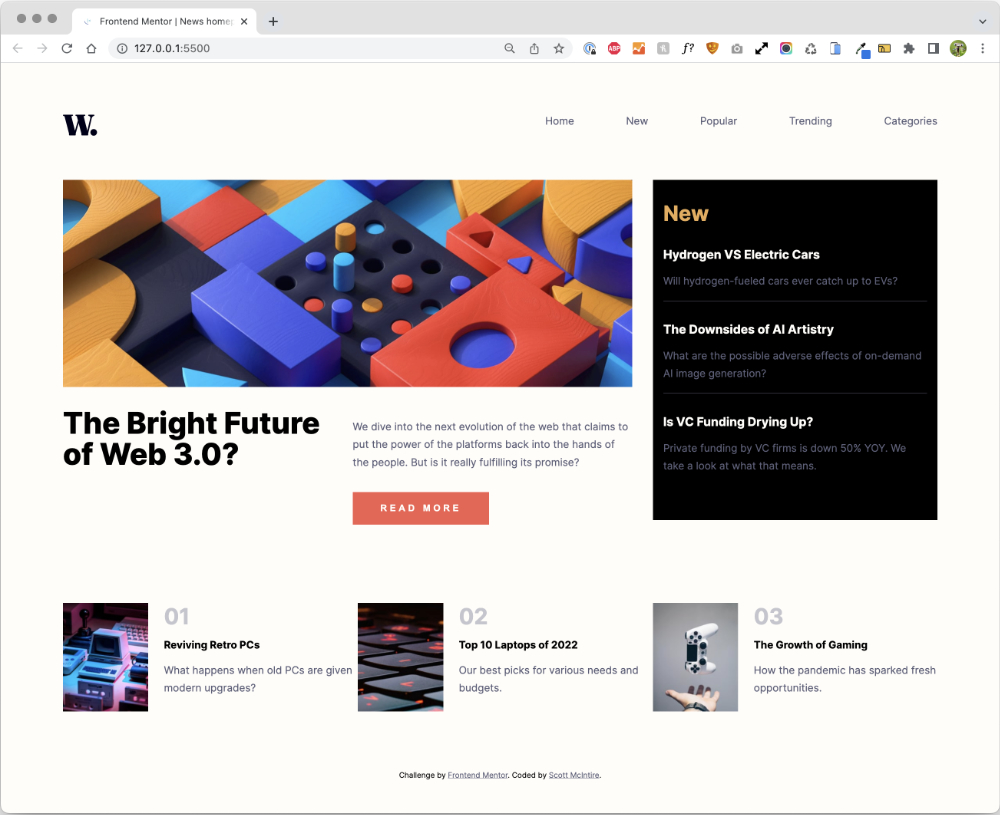 Frontend Mentor | News homep
127.0.0.1:5500
ABP
f?
W.
Home New Popular Trending Categories
New
Hydrogen VS Electric Cars
Will hydrogen-fueled cars ever catch up to EVs?
The Downsides of AI Artistry
What are the possible adverse effects of on-demand
AI image generation?
Is VC Funding Drying Up?
Private funding by VC firms is down 50% YOY. We
take a look at what that means.
The Bright Future
of Web 3.0?
We dive into the next evolution of the web that claims to
put the power of the platforms back into the hands of
the people. But is it really fulfilling its promise?
READ MORE
01
Reviving Retro PCs
What happens when old PCs are given
modern upgrades?
02
Top 10 Laptops of 2022
Our best picks for various needs and
budgets.
03
The Growth of Gaming
How the pandemic has sparked fresh
opportunities.
Challenge by Frontend Mentor. Coded by Scott McIntire.